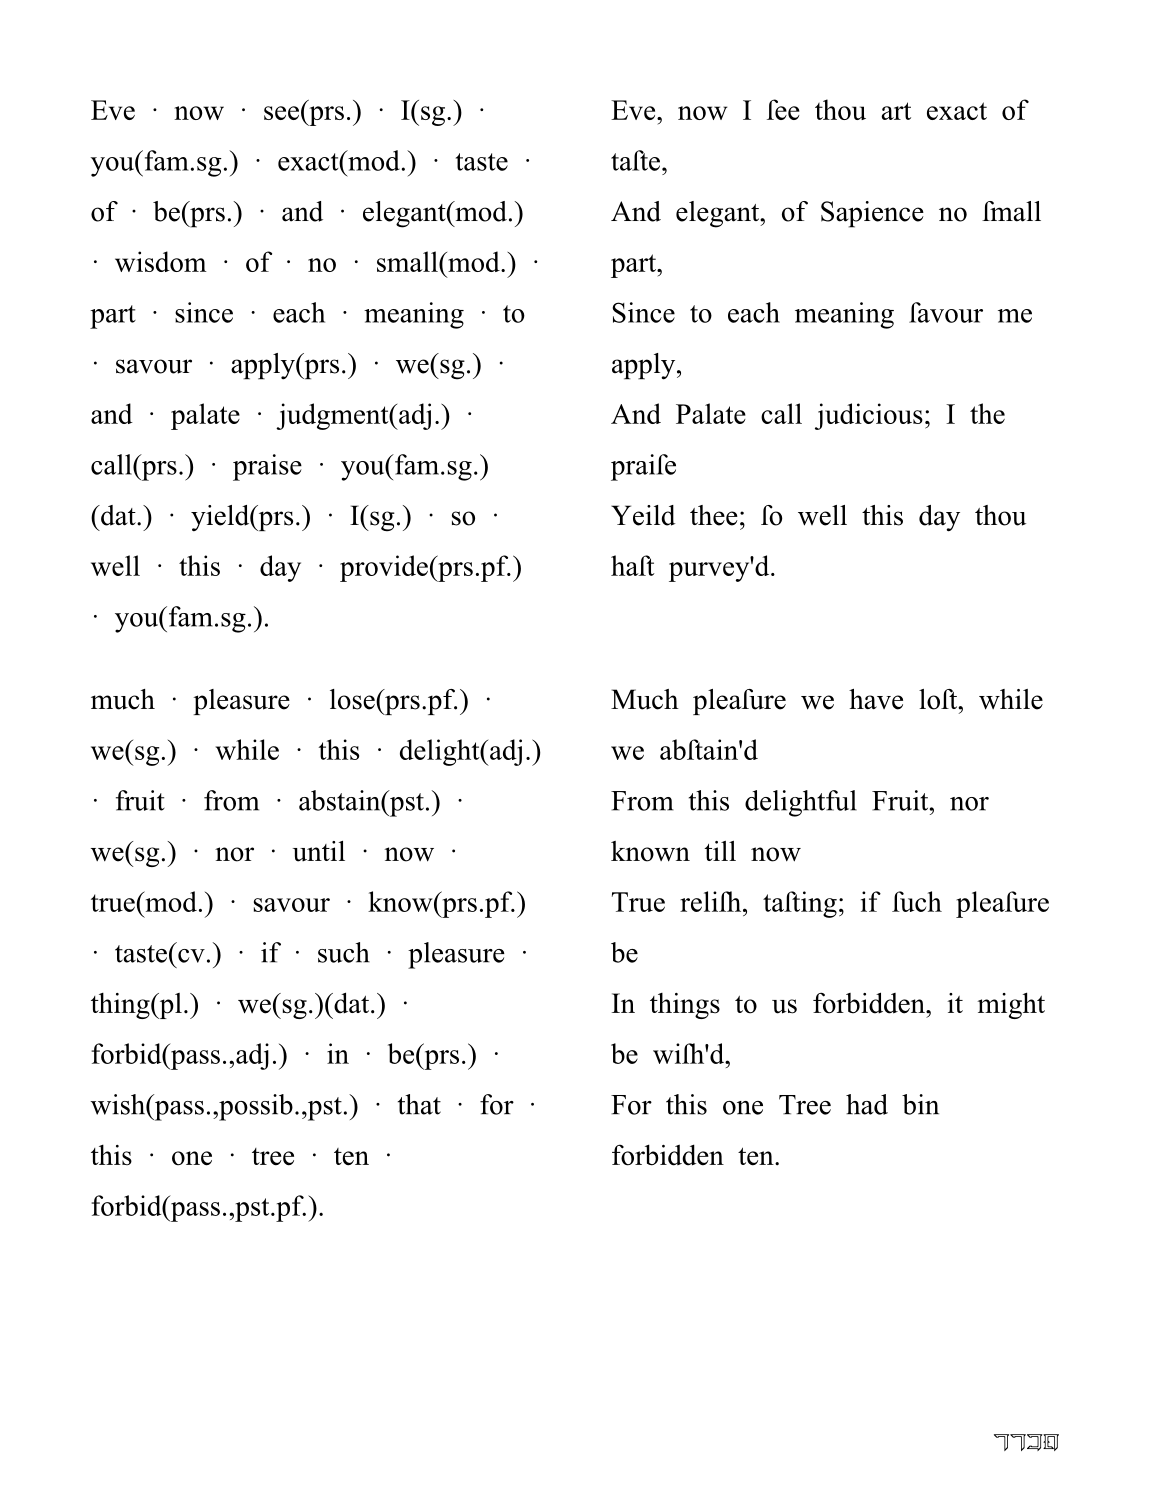 Eve · now · see(prs.) · I(sg.) ·
you(fam.sg.) · exact(mod.) · taste ·
of · be(prs.) · and · elegant(mod.)
· wisdom · of · no · small(mod.) ·
part · since · each · meaning · to
· savour · apply(prs.) · we(sg.) ·
and · palate · judgment(adj.) ·
call(prs.) · praise · you(fam.sg.)
(dat.) · yield(prs.) · I(sg.) · so ·
well · this · day · provide(prs.pf.)
· you(fam.sg.).
much · pleasure · lose(prs.pf.) ·
we(sg.) · while · this · delight(adj.)
· fruit · from · abstain(pst.) ·
we(sg.) · nor · until · now ·
true(mod.) · savour · know(prs.pf.)
· taste(cv.) · if · such · pleasure ·
thing(pl.) · we(sg.)(dat.) ·
forbid(pass.,adj.) · in · be(prs.) ·
wish(pass.,possib.,pst.) · that · for ·
this · one · tree · ten ·
forbid(pass.,pst.pf.).
Eve, now I ſee thou art exact of
taſte,
And elegant, of Sapience no ſmall
part,
Since to each meaning ſavour me
apply,
And Palate call judicious; I the
praiſe
Yeild thee; ſo well this day thou
haſt purvey'd.
Much pleaſure we have loſt, while
we abſtain'd
From this delightful Fruit, nor
known till now
True reliſh, taſting; if ſuch pleaſure
be
In things to us forbidden, it might
be wiſh'd,
For this one Tree had bin
forbidden ten.